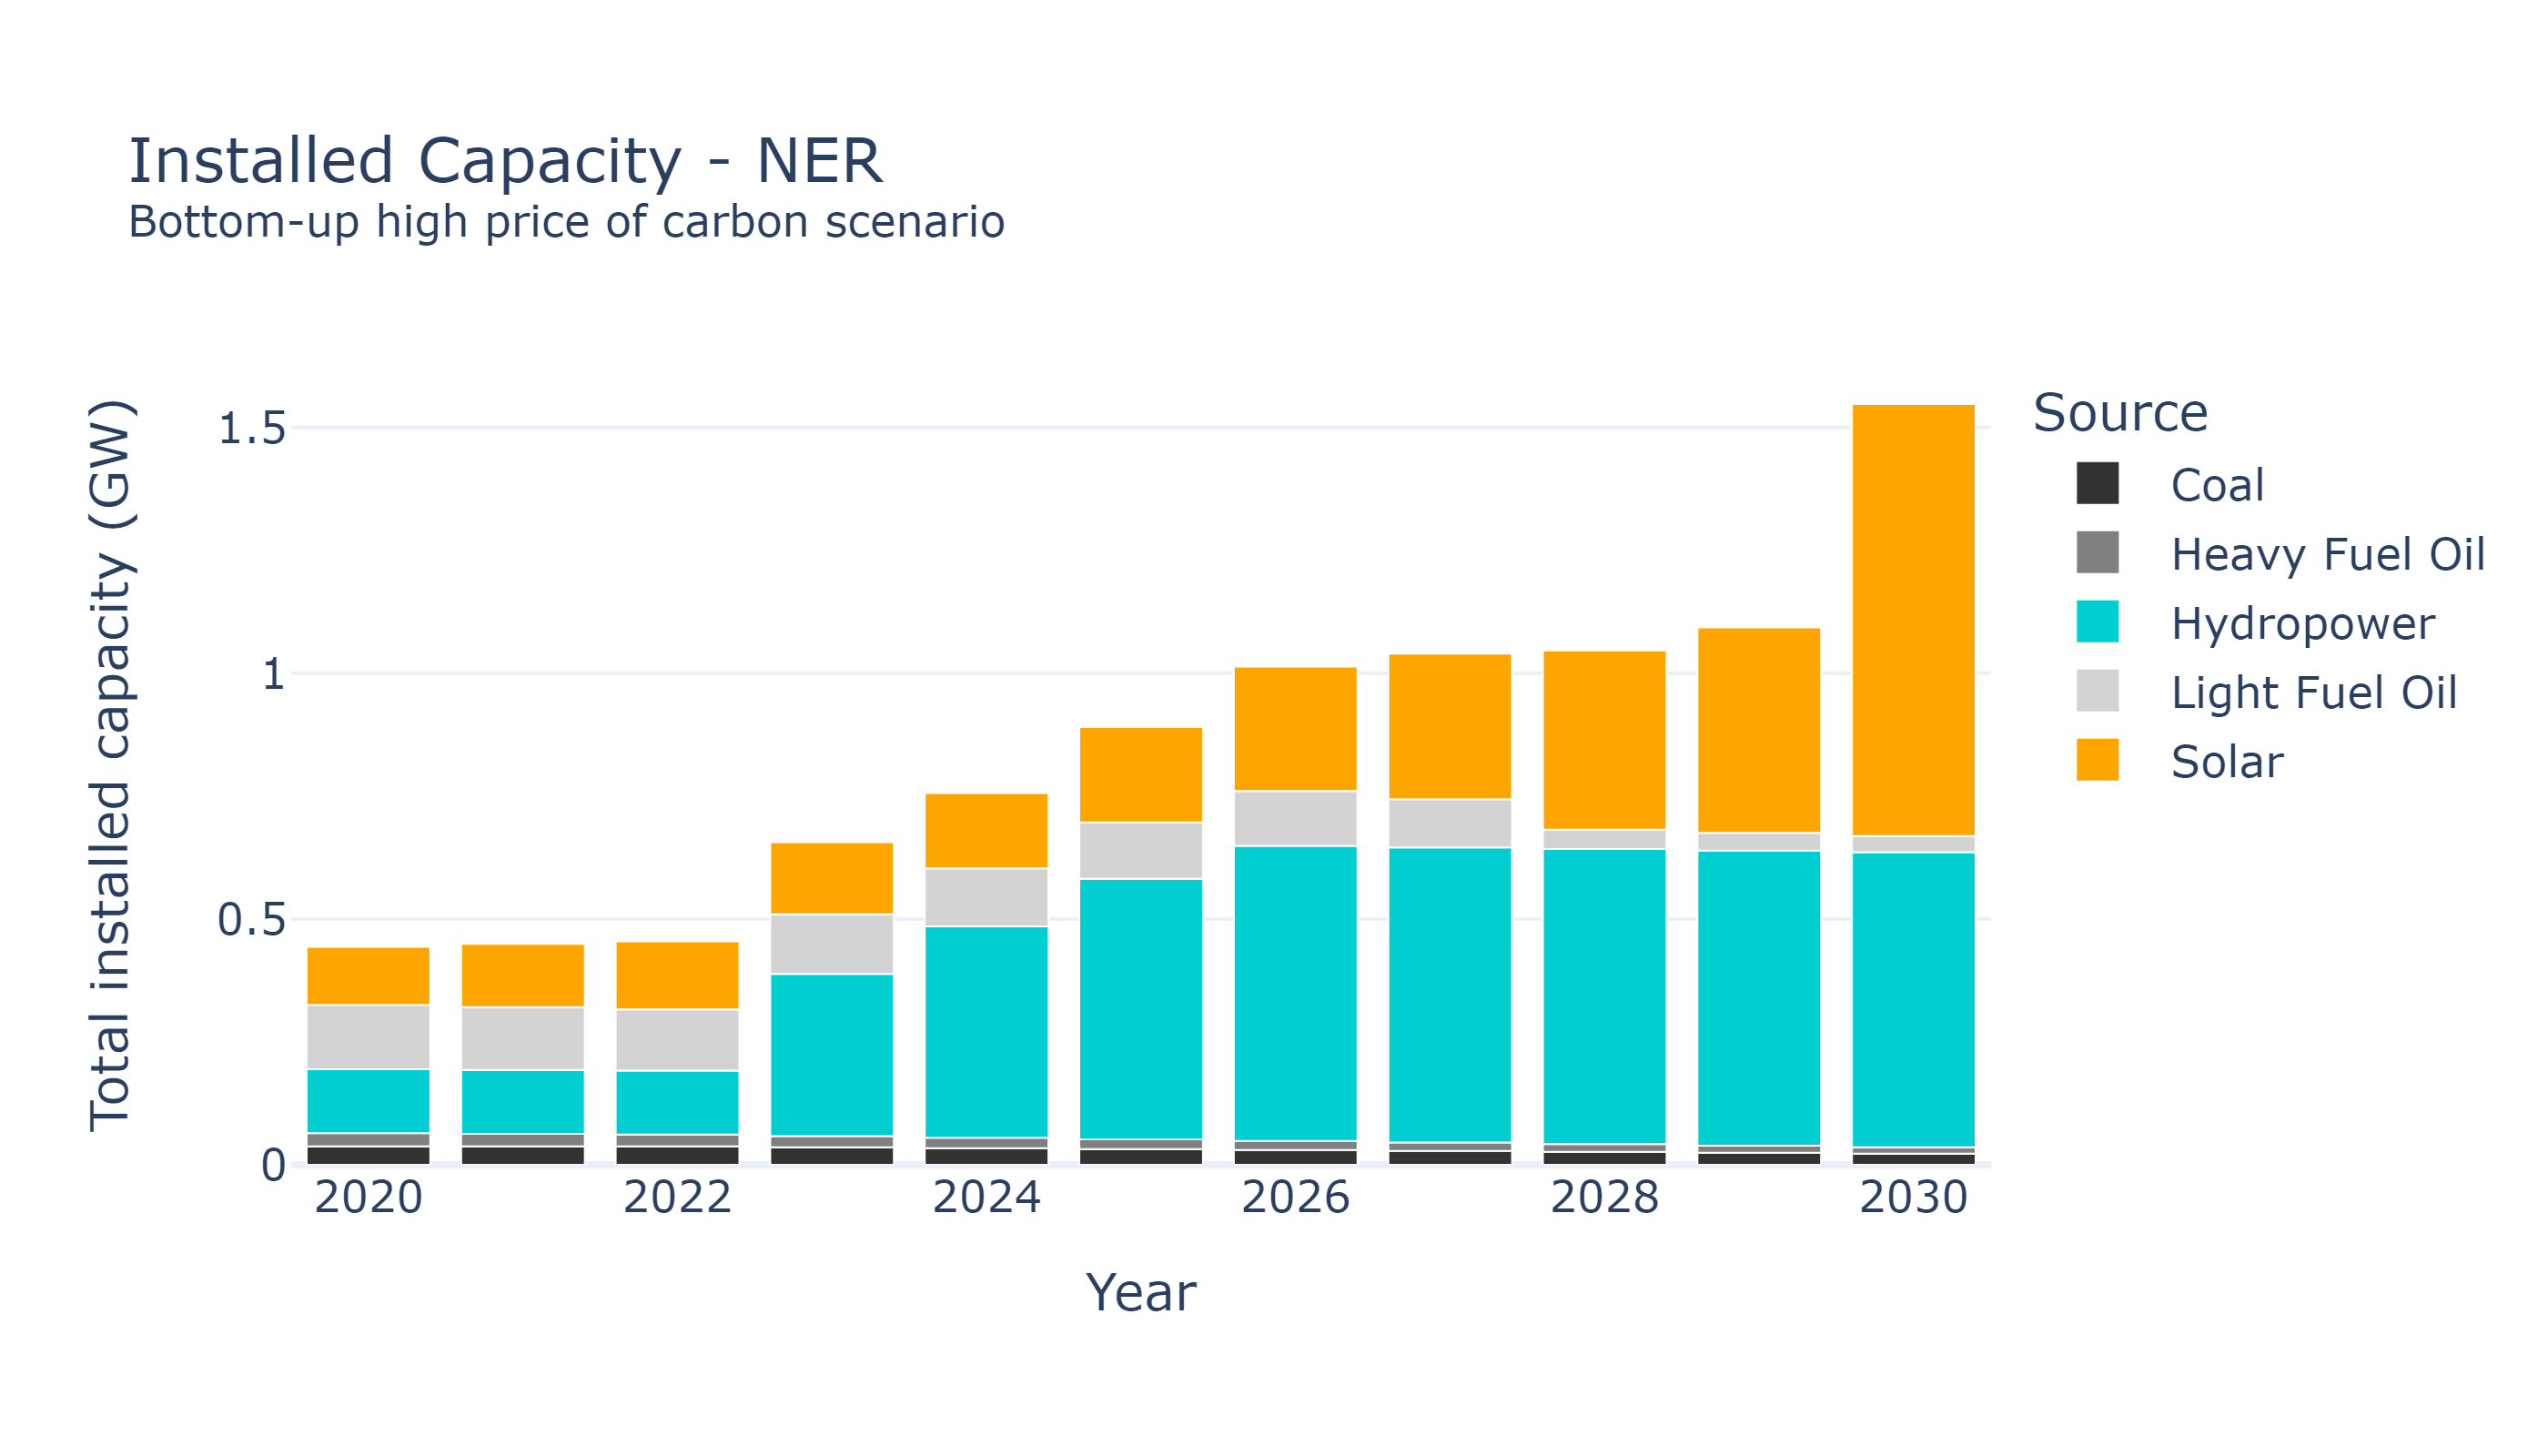 Installed Capacity - NER
Bottom-up high price of carbon scenario
Total installed capacity (GW)
1.5
1
0.5
0
2020
2022
2024
2026
2028
2030
Year
Source
Coal
Heavy Fuel Oil
Hydropower
Light Fuel Oil
Solar